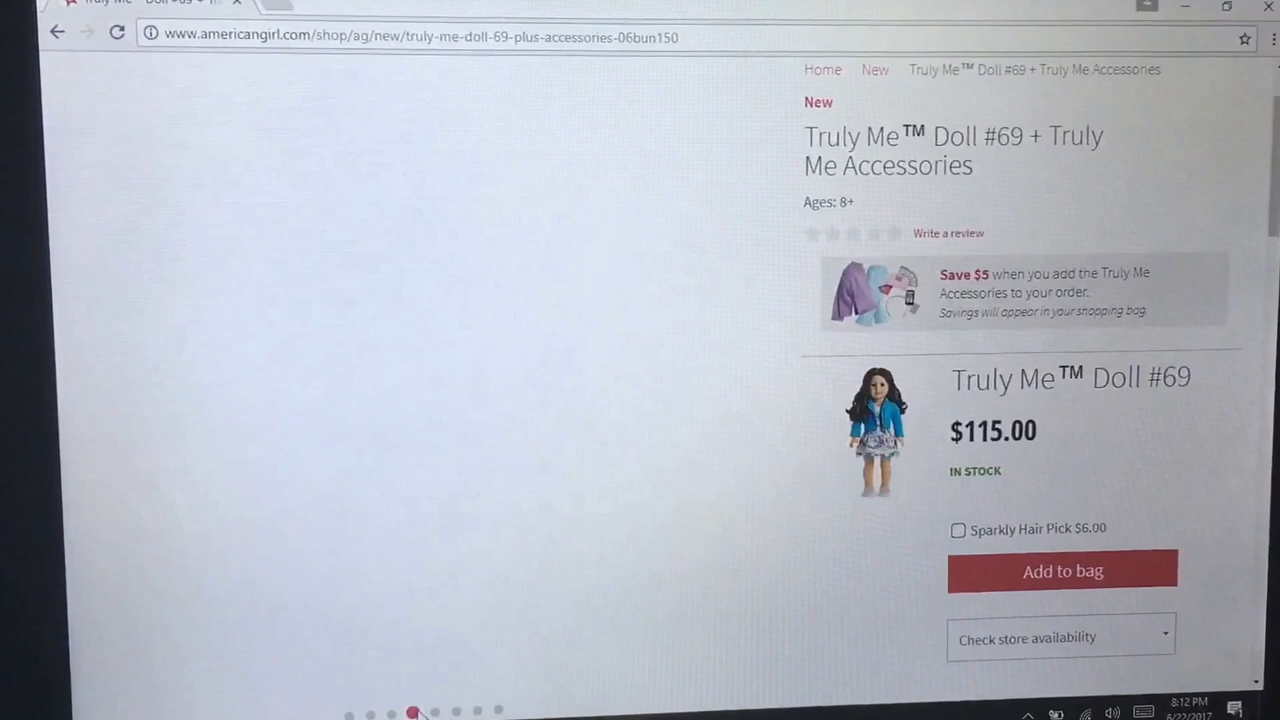 www.americangirl.com/shop/ag/new/truly-me-doll-69-plus-accessories-06bun150
Home New Truly Me™ Doll #69 + Truly Me Accessories
New
Truly Me™ Doll #69 + Truly
Me Accessories
Ages: 8+
Write a review
Save $5 when you add the Truly Me
Accessories to your order.
Savings will appear in your shopping bag
Truly Me™ Doll #69
$115.00
IN STOCK
Sparkly Hair Pick $6.00
Add to bag
Check store availability
8:12 PM
6/22/2017